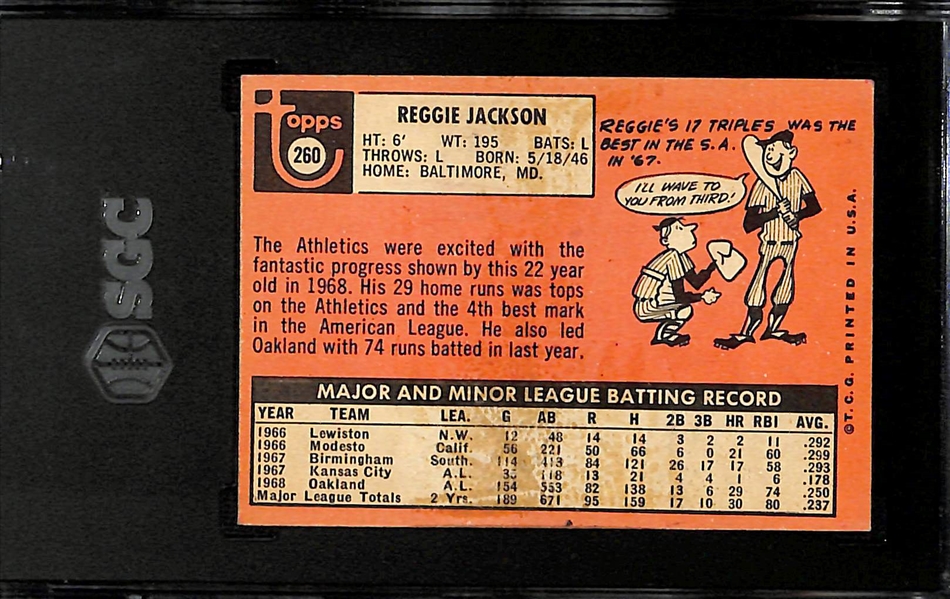 SGC
topps
260
REGGIE JACKSON
HT: 6' WT: 195 BATS: L
THROWS: L BORN: 5/18/46
HOME: BALTIMORE, MD.
REGGIE'S 17 TRIPLES WAS THE
BEST IN THE S.A.
IN '67.
I'LL WAVE TO
YOU FROM THIRD!
The Athletics were excited with the
fantastic progress shown by this 22 year
old in 1968. His 29 home runs was tops
on the Athletics and the 4th best mark
in the American League. He also led
Oakland with 74 runs batted in last year.
MAJOR AND MINOR LEAGUE BATTING RECORD
YEAR TEAM LEA. G AB R H 2B 3B HR RBI AVG.
1966 Lewiston N.W. 12 48 14 14 3 2 2 11 .292
1966 Modesto Calif. 56 221 50 66 6 0 21 60 .299
1967 Birmingham South. 114 413 84 121 26 17 17 58 .293
1967 Kansas City A.L. 35 118 13 21 4 4 1 6 .178
1968 Oakland A.L. 154 553 82 138 13 6 29 74 .250
Major League Totals 2 Yrs. 189 671 95 159 17 10 30 80 .237
©T.C.G. PRINTED IN U.S.A.